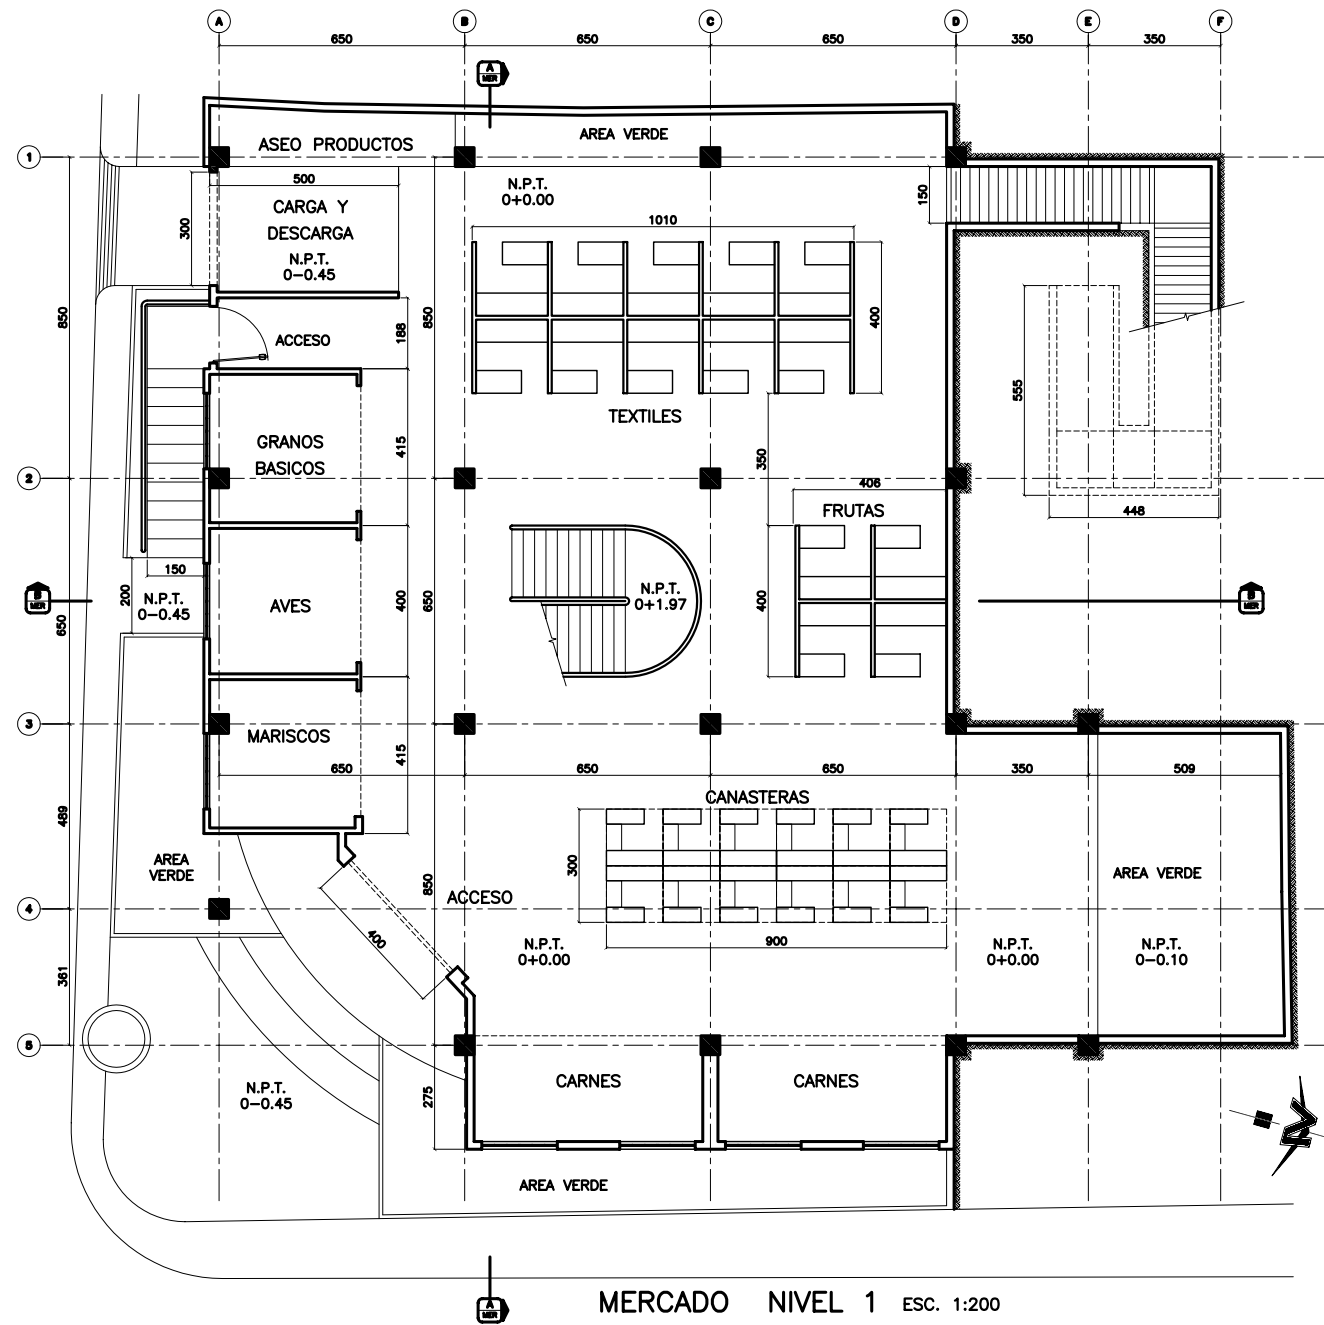 A B C D E F
650 650 650 350 350
A
MER
ASEO PRODUCTOS
AREA VERDE
1
500
N.P.T.
0+0.00
150
CARGA Y
DESCARGA
300
1010
N.P.T.
0-0.45
850
850
188
400
ACCESO
555
TEXTILES
GRANOS
BASICOS
415
350
2
406
FRUTAS
448
150
200
N.P.T.
0-0.45
AVES
400
650
N.P.T.
0+1.97
400
B
MER
B
MER
650
3
MARISCOS
415
650 650 650 350 509
CANASTERAS
489
300
AREA
VERDE
850
ACCESO
AREA VERDE
4
400
900
N.P.T.
0+0.00
N.P.T.
0+0.00
N.P.T.
0-0.10
361
5
N.P.T.
0-0.45
275
CARNES
CARNES
N
AREA VERDE
A
MER
MERCADO NIVEL 1 ESC. 1:200